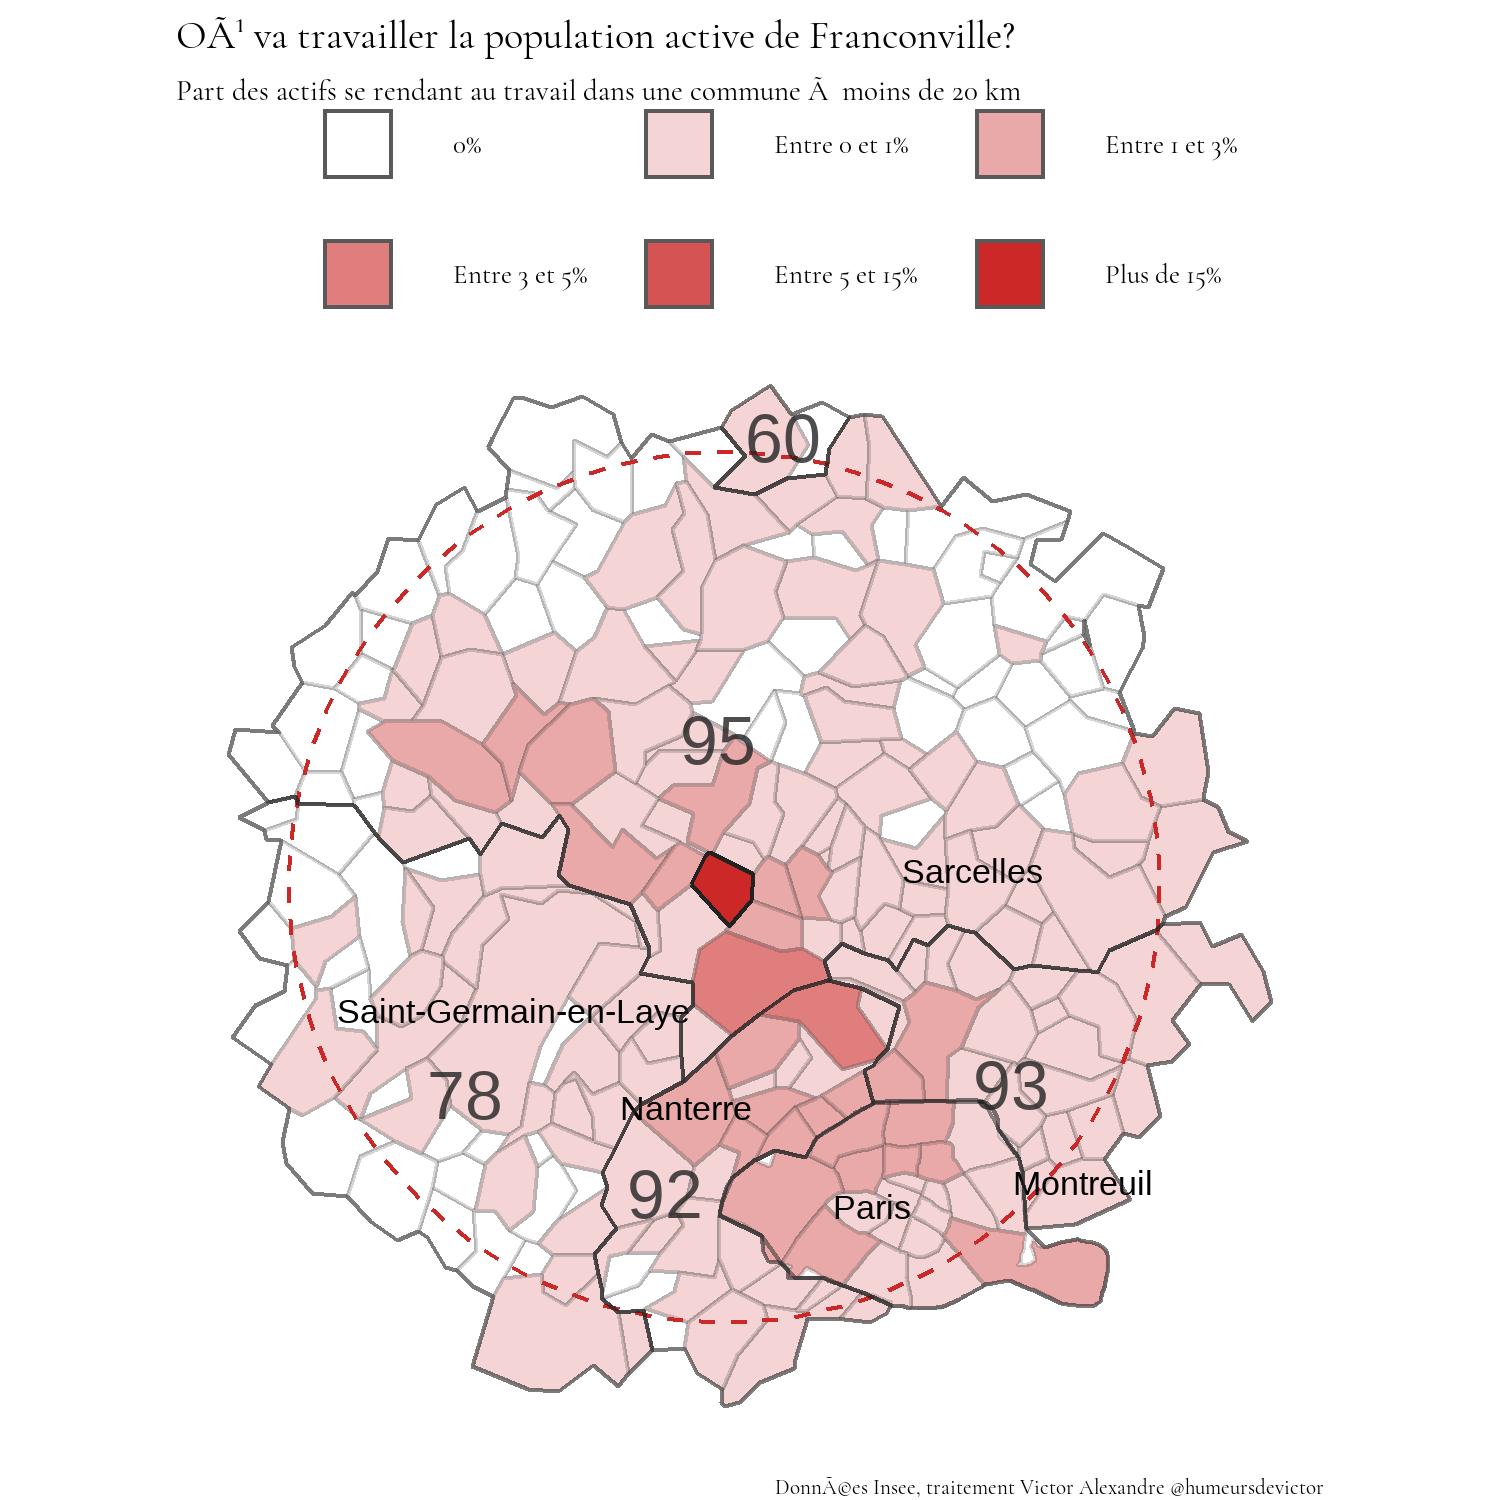 OÃ¹ va travailler la population active de Franconville?
Part des actifs se rendant au travail dans une commune Ã  moins de 20 km
0%
Entre 0 et 1%
Entre 1 et 3%
Entre 3 et 5%
Entre 5 et 15%
Plus de 15%
60
95
Sarcelles
Saint-Germain-en-Laye
78
93
Nanterre
Montreuil
92
Paris
DonnÃ©es Insee, traitement Victor Alexandre @humeursdevictor